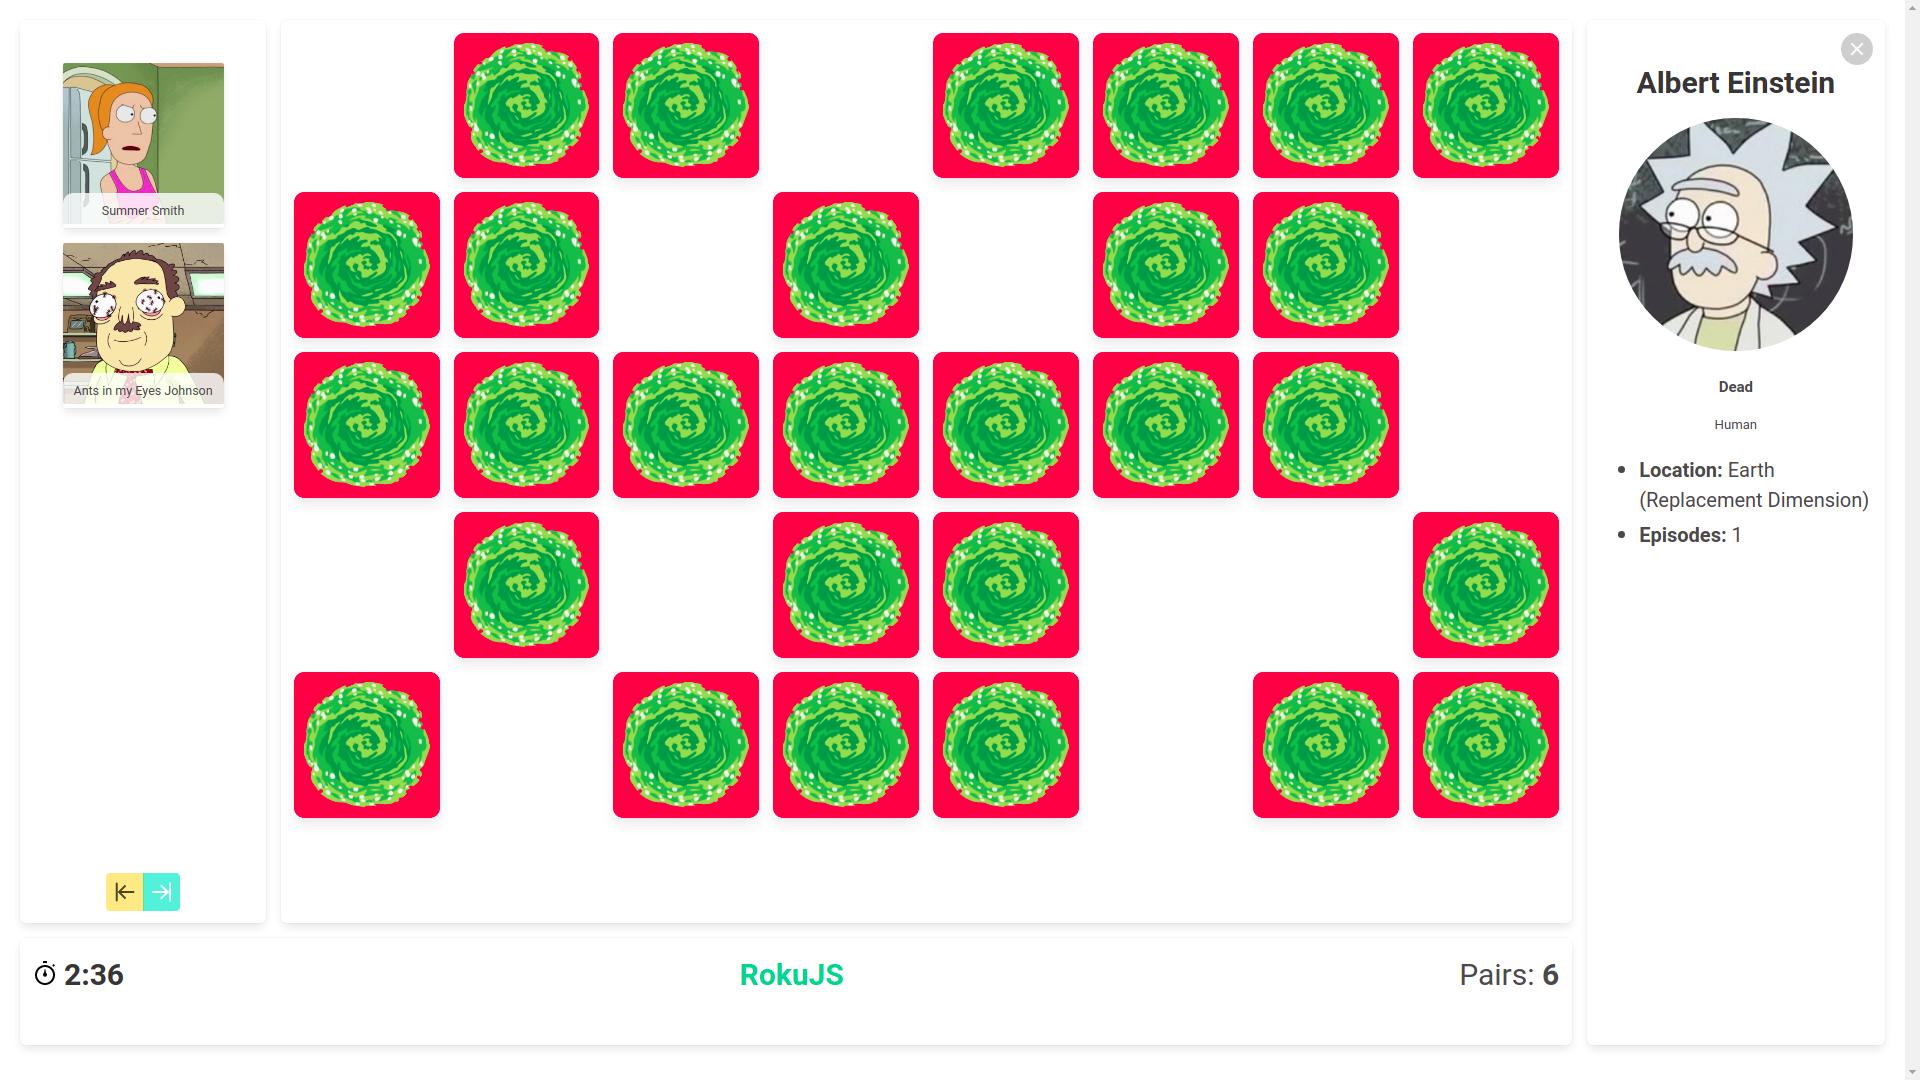 Summer Smith
Ants in my Eyes Johnson
2:36
RokuJS
Pairs: 6
Albert Einstein
Dead
Human
Location: Earth
(Replacement Dimension)
Episodes: 1